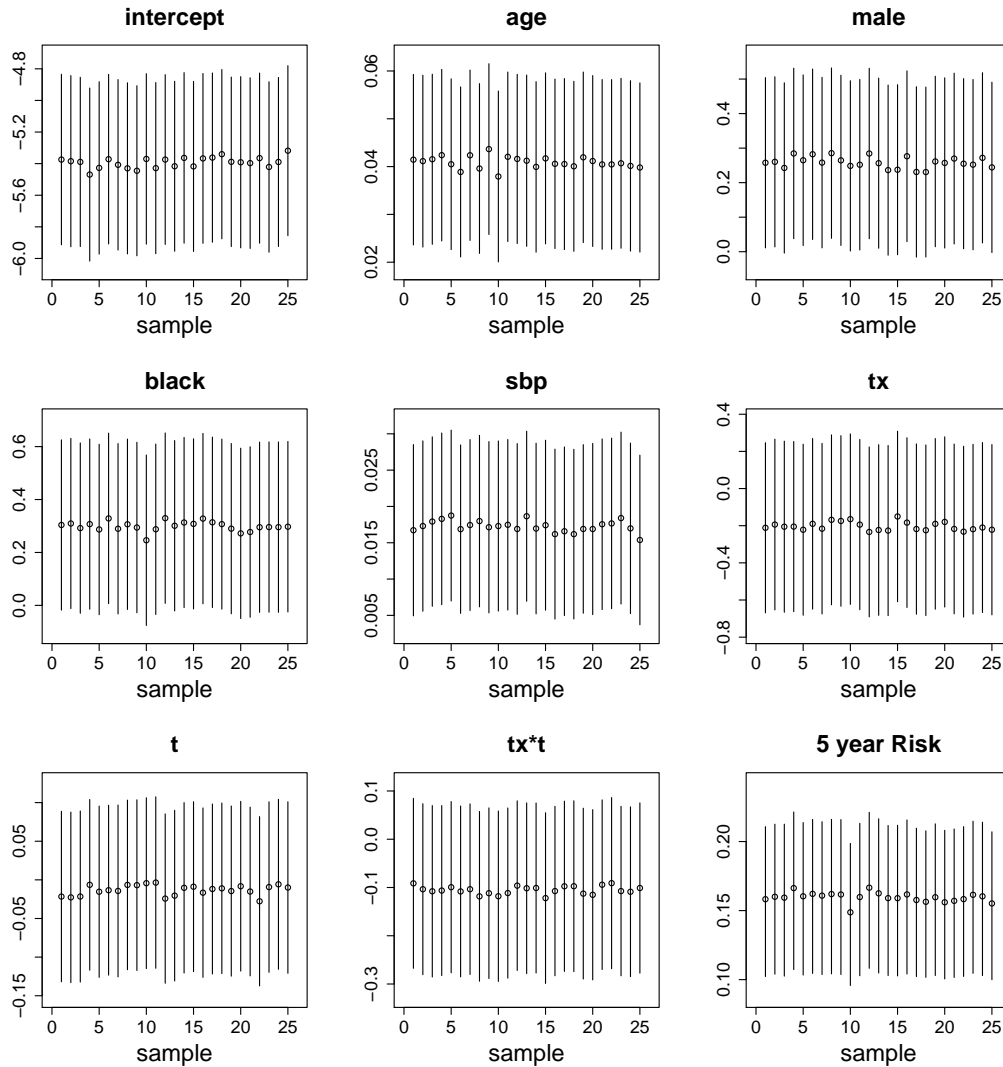 intercept
age
male
−4.8
−5.2
−5.6
−6.0
0.06
0.04
0.02
0.4
0.2
0.0
0 5 10 15 20 25
0 5 10 15 20 25
0 5 10 15 20 25
sample
sample
sample
black
sbp
tx
0.6
0.4
0.2
0.0
0.025
0.015
0.005
0.4
0.0
−0.4
−0.8
0 5 10 15 20 25
0 5 10 15 20 25
0 5 10 15 20 25
sample
sample
sample
t
tx*t
5 year Risk
0.05
−0.05
−0.15
0.1
0.0
−0.1
−0.3
0.20
0.15
0.10
0 5 10 15 20 25
0 5 10 15 20 25
0 5 10 15 20 25
sample
sample
sample